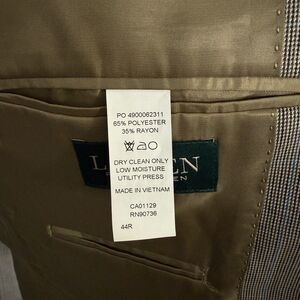 PO 4900062311
65% POLYESTER
35% RAYON
DRY CLEAN ONLY
LOW MOISTURE
UTILITY PRESS
MADE IN VIETNAM
CA01129
RN90736
44R